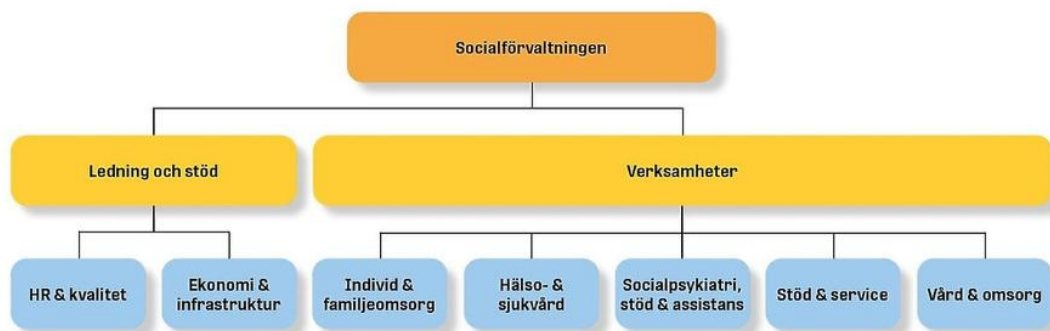 Socialförvaltningen
Ledning och stöd
Verksamheter
HR & kvalitet
Ekonomi &
infrastruktur
Individ &
familjeomsorg
Hälso- &
sjukvård
Socialpsykiatri,
stöd & assistans
Stöd & service
Vård & omsorg